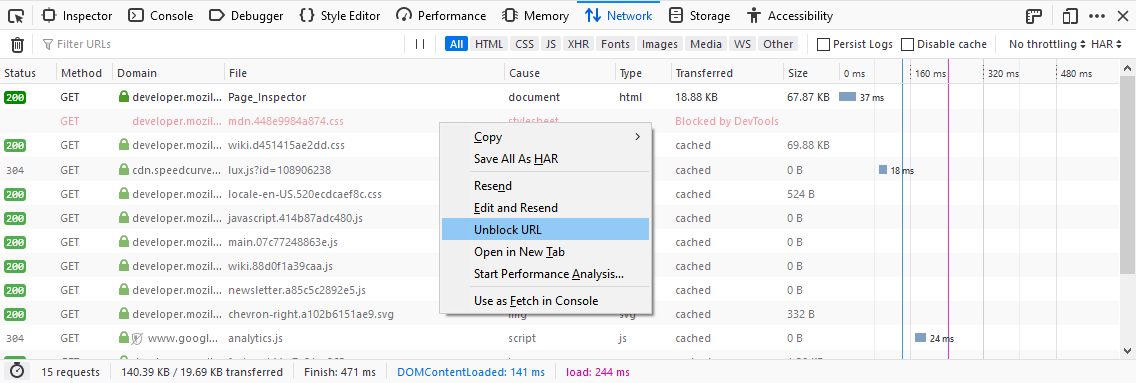 Inspector Console Debugger Style Editor Performance Memory Network Storage Accessibility
Filter URLs All HTML CSS JS XHR Fonts Images Media WS Other Persist Logs Disable cache No throttling HAR
Status Method Domain File Cause Type Transferred Size 0 ms 160 ms 320 ms 480 ms
200 GET developer.mozil... Page_Inspector document html 18.88 KB 67.87 KB 37 ms
GET developer.mozil... mdn.448e9984a874.css stylesheet Blocked by DevTools
200 GET developer.mozil... wiki.d451415ae2dd.css cached 69.88 KB
304 GET cdn.speedcurve... lux.js?id=108906238 cached 0 B 18 ms
200 GET developer.mozil... locale-en-US.520ecdcaef8c.css cached 524 B
200 GET developer.mozil... javascript.414b87adc480.js cached 0 B
200 GET developer.mozil... main.07c77248863e.js cached 0 B
200 GET developer.mozil... wiki.88d0f1a39caa.js cached 0 B
200 GET developer.mozil... newsletter.a85c5c2892e5.js cached 0 B
200 GET developer.mozil... chevron-right.a102b6151ae9.svg img svg cached 332 B
304 GET www.googl... analytics.js script js cached 0 B 24 ms
Copy
Save All As HAR
Resend
Edit and Resend
Unblock URL
Open in New Tab
Start Performance Analysis...
Use as Fetch in Console
15 requests 140.39 KB / 19.69 KB transferred Finish: 471 ms DOMContentLoaded: 141 ms load: 244 ms